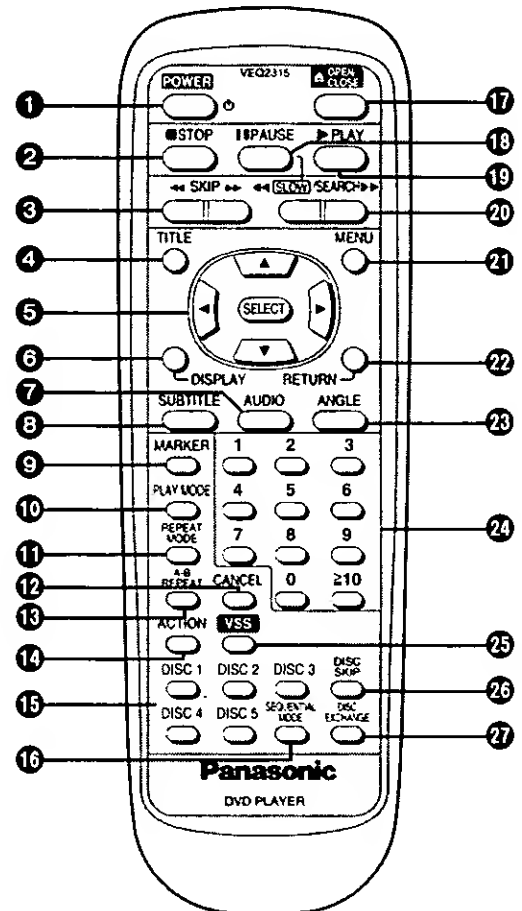 VEQ2315
POWER ⏻ ⏏ OPEN CLOSE
1 17
■STOP ❙❙PAUSE ▶PLAY
2 18
19
◀◀ SKIP ▶▶ ◀◀ SLOW/SEARCH ▶▶
3 20
TITLE MENU
4 21
▲
5 ◀ SELECT ▶
▼
6 22
DISPLAY RETURN
7
SUBTITLE AUDIO ANGLE
8 23
MARKER 1 2 3
9
PLAY MODE 4 5 6
10 24
REPEAT MODE 7 8 9
11
12
A-B REPEAT CANCEL 0 ≥10
13
ACTION VSS
14 25
DISC 1 DISC 2 DISC 3 DISC SKIP
15 26
DISC 4 DISC 5 SEQUENTIAL MODE DISC EXCHANGE
16 27
Panasonic
DVD PLAYER